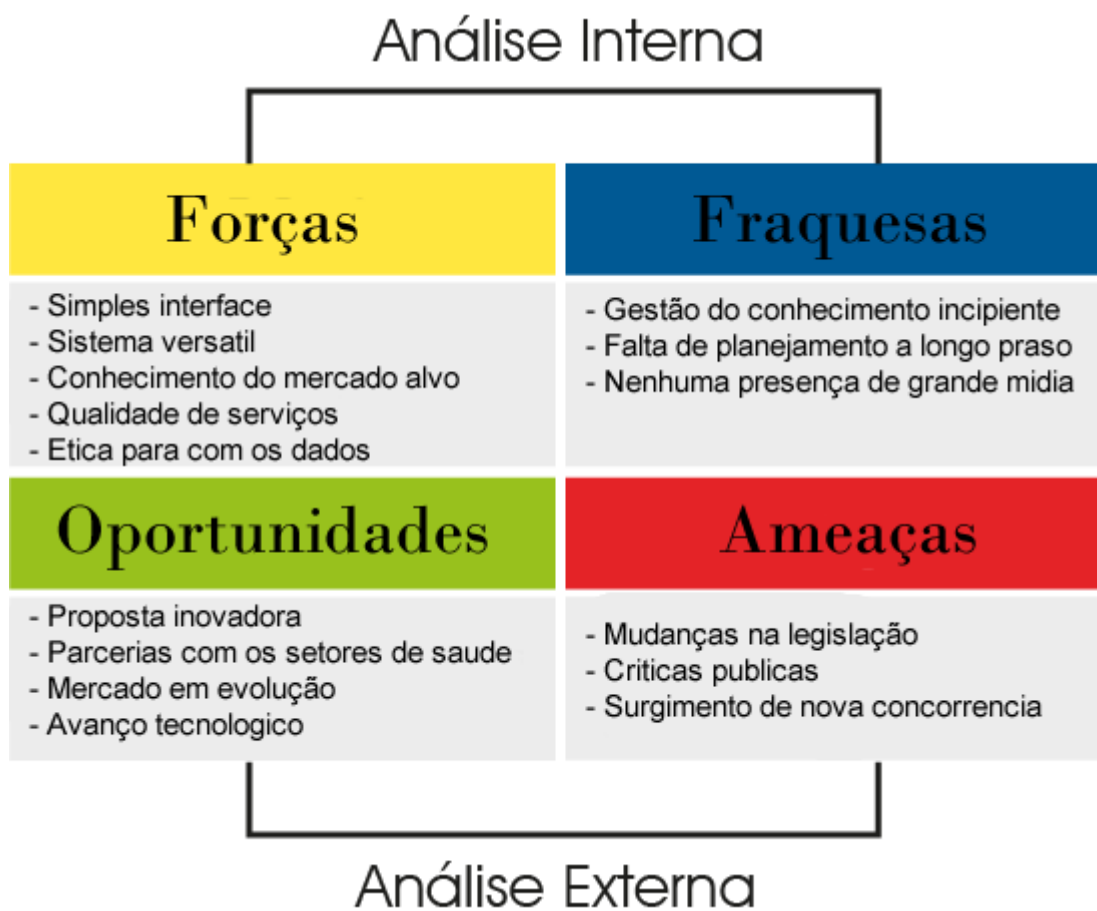 Análise Interna
Forças
- Simples interface
- Sistema versatil
- Conhecimento do mercado alvo
- Qualidade de serviços
- Etica para com os dados
Fraquesas
- Gestão do conhecimento incipiente
- Falta de planejamento a longo praso
- Nenhuma presença de grande midia
Oportunidades
- Proposta inovadora
- Parcerias com os setores de saude
- Mercado em evolução
- Avanço tecnologico
Ameaças
- Mudanças na legislação
- Criticas publicas
- Surgimento de nova concorrencia
Análise Externa